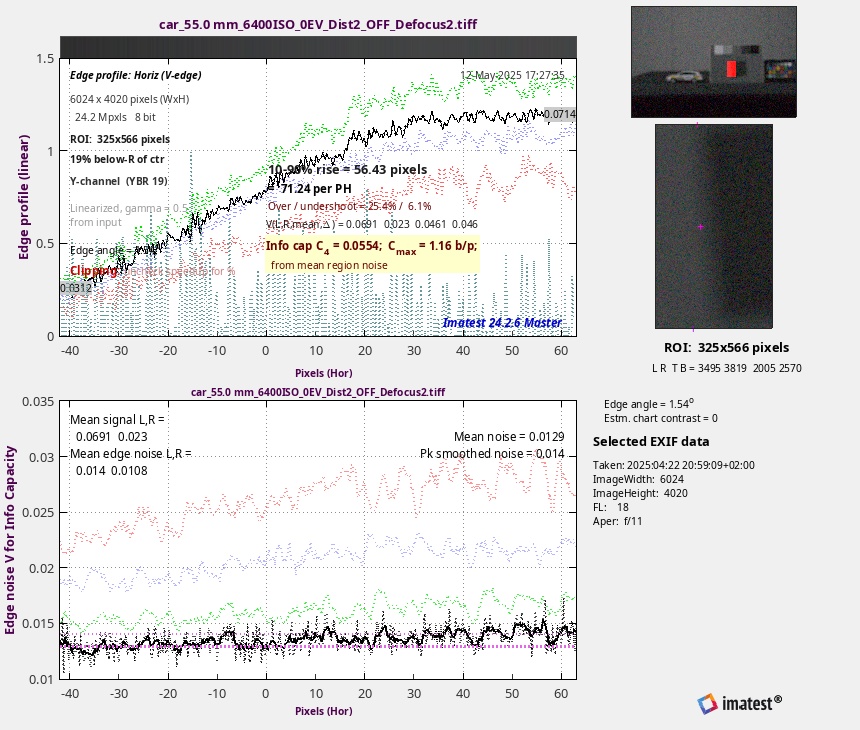 car_55.0 mm_6400ISO_0EV_Dist2_OFF_Defocus2.tiff
Edge profile: Horiz (V-edge)
12-May-2025 17:27:35
6024 x 4020 pixels (WxH)
24.2 Mpxls 8 bit
ROI: 325x566 pixels
19% below-R of ctr
Y-channel (YBR 19)
Linearized, gamma = 0.5
from input
Edge angle =
Clipping
for %
0.0714
0.0312
10-90% rise = 56.43 pixels
= 71.24 per PH
Over / undershoot = 25.4% / 6.1%
V(L,R,mean,Δ) = 0.0691 0.023 0.0461 0.046
Info cap C4 = 0.0554; Cmax = 1.16 b/p;
from mean region noise
Imatest 24.2.6 Master
Edge profile (linear)
1.5
1
0.5
0
-40 -30 -20 -10 0 10 20 30 40 50 60
Pixels (Hor)
ROI: 325x566 pixels
L R T B = 3495 3819 2005 2570
car_55.0 mm_6400ISO_0EV_Dist2_OFF_Defocus2.tiff
Mean signal L,R =
0.0691 0.023
Mean edge noise L,R =
0.014 0.0108
Mean noise = 0.0129
Pk smoothed noise = 0.014
Edge noise V for Info Capacity
0.035
0.03
0.025
0.02
0.015
0.01
-40 -30 -20 -10 0 10 20 30 40 50 60
Pixels (Hor)
Edge angle = 1.54°
Estm. chart contrast = 0
Selected EXIF data
Taken: 2025:04:22 20:59:09+02:00
ImageWidth: 6024
ImageHeight: 4020
FL: 18
Aper: f/11
imatest®